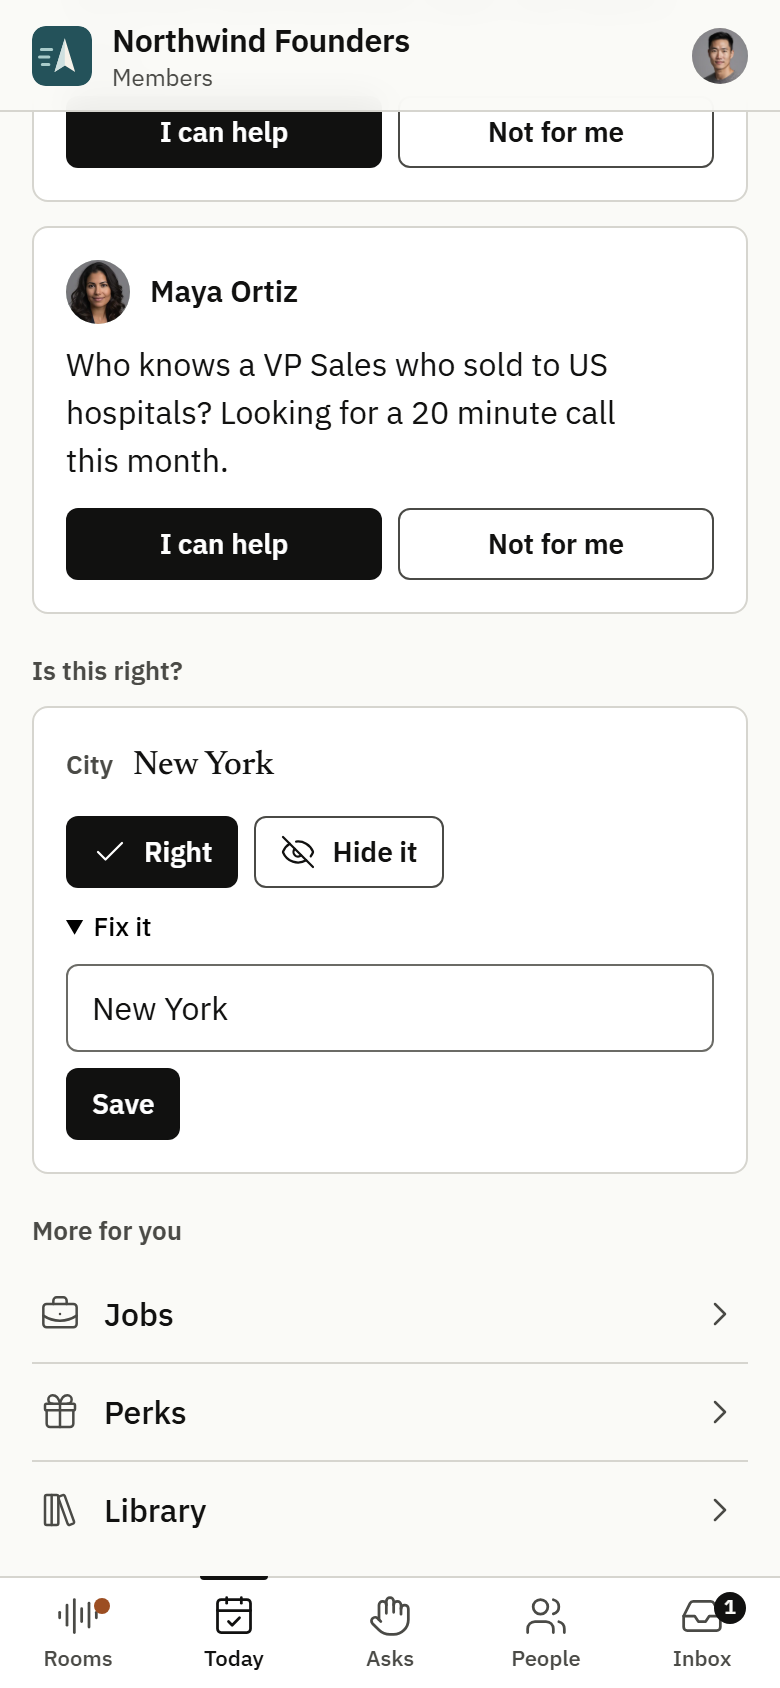 Northwind Founders
Members
I can help
Not for me
Maya Ortiz
Who knows a VP Sales who sold to US
hospitals? Looking for a 20 minute call
this month.
I can help
Not for me
Is this right?
City New York
Right
Hide it
Fix it
New York
Save
More for you
Jobs
Perks
Library
Rooms
Today
Asks
People
1
Inbox